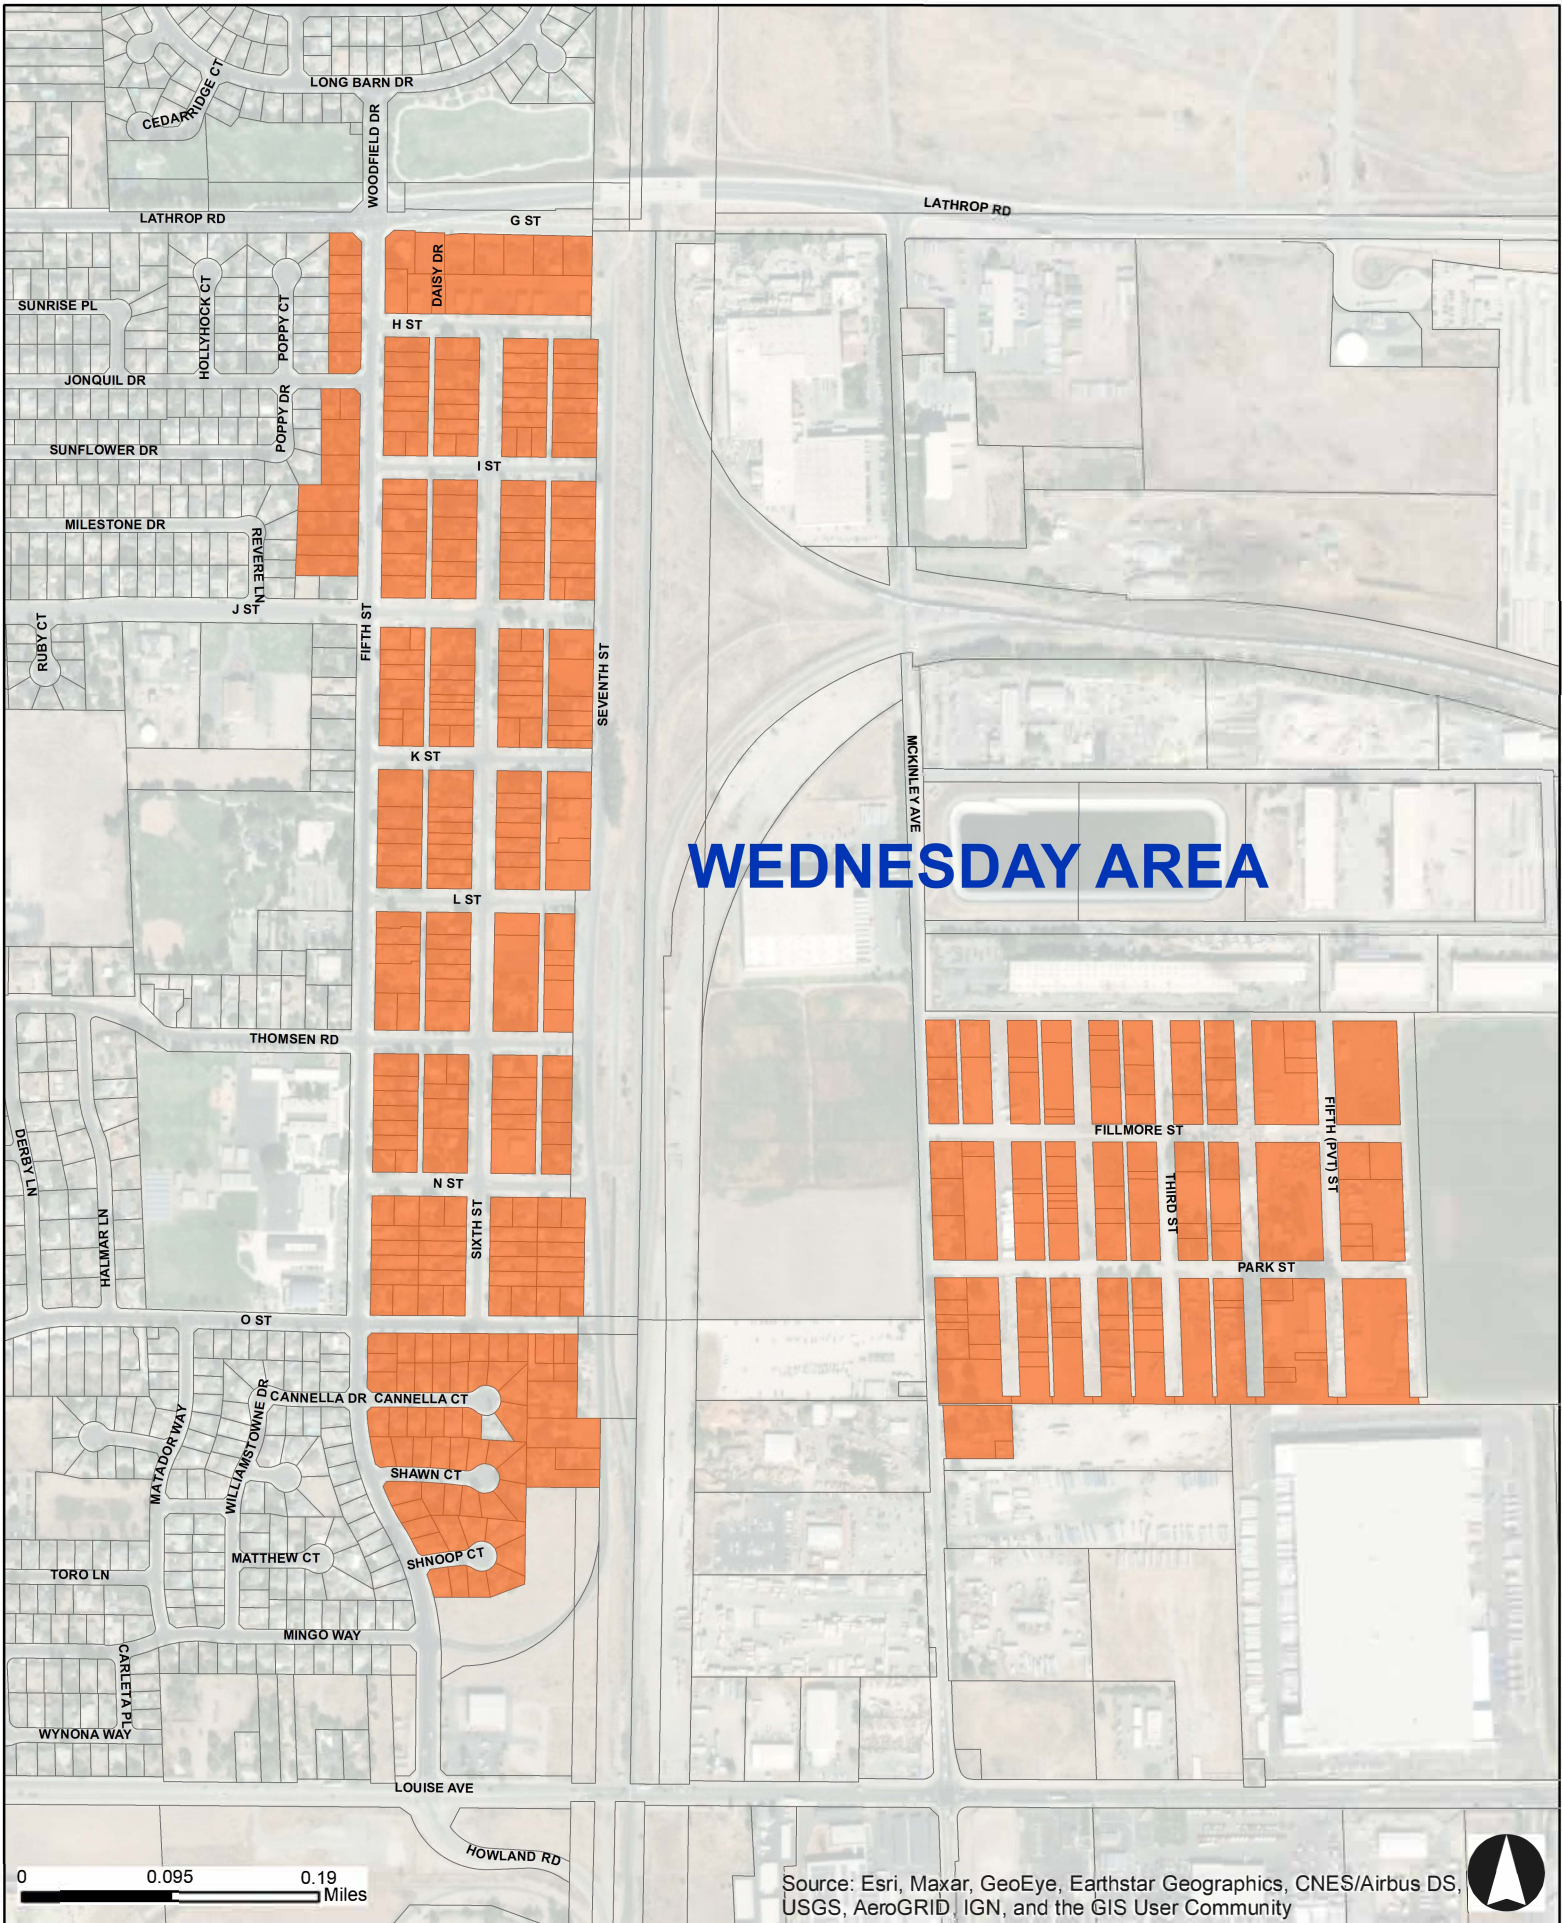 LONG BARN DR
CEDARRIDGE CT
WOODFIELD DR
LATHROP RD
G ST
LATHROP RD
DAISY DR
SUNRISE PL
HOLLYHOCK CT
POPPY CT
H ST
JONQUIL DR
POPPY DR
SUNFLOWER DR
I ST
MILESTONE DR
REVERE LN
J ST
RUBY CT
FIFTH ST
SEVENTH ST
K ST
MCKINLEY AVE
WEDNESDAY AREA
L ST
THOMSEN RD
FILLMORE ST
FIFTH (PVT) ST
DERBY LN
N ST
THIRD ST
HALMAR LN
SIXTH ST
PARK ST
O ST
CANNELLA DR
CANNELLA CT
MATADOR WAY
WILLIAMSTOWNE DR
SHAWN CT
MATTHEW CT
SHNOOP CT
TORO LN
MINGO WAY
CARLETA PL
WYNONA WAY
LOUISE AVE
HOWLAND RD
0 0.095 0.19
Miles
Source: Esri, Maxar, GeoEye, Earthstar Geographics, CNES/Airbus DS,
USGS, AeroGRID, IGN, and the GIS User Community